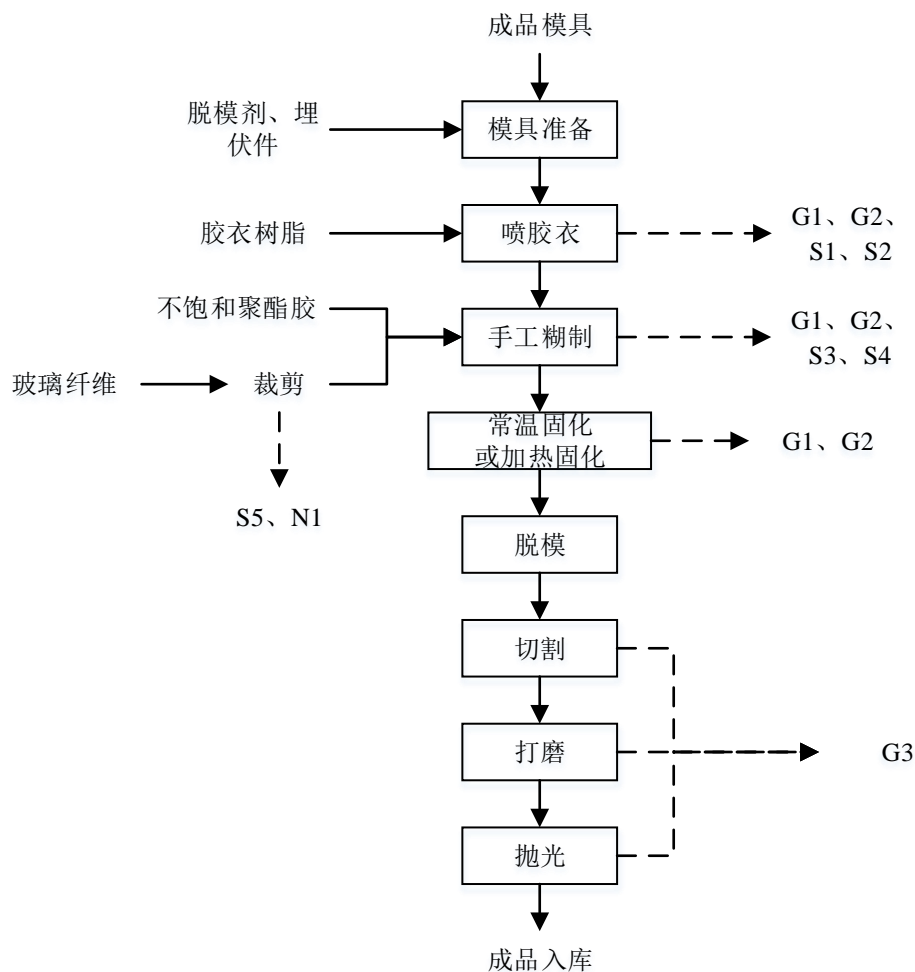 成品模具
脱模剂、埋
伏件
模具准备
胶衣树脂
喷胶衣
G1、G2、
S1、S2
不饱和聚酯胶
手工糊制
G1、G2、
S3、S4
玻璃纤维
裁剪
常温固化
或加热固化
G1、G2
S5、N1
脱模
切割
打磨
G3
抛光
成品入库